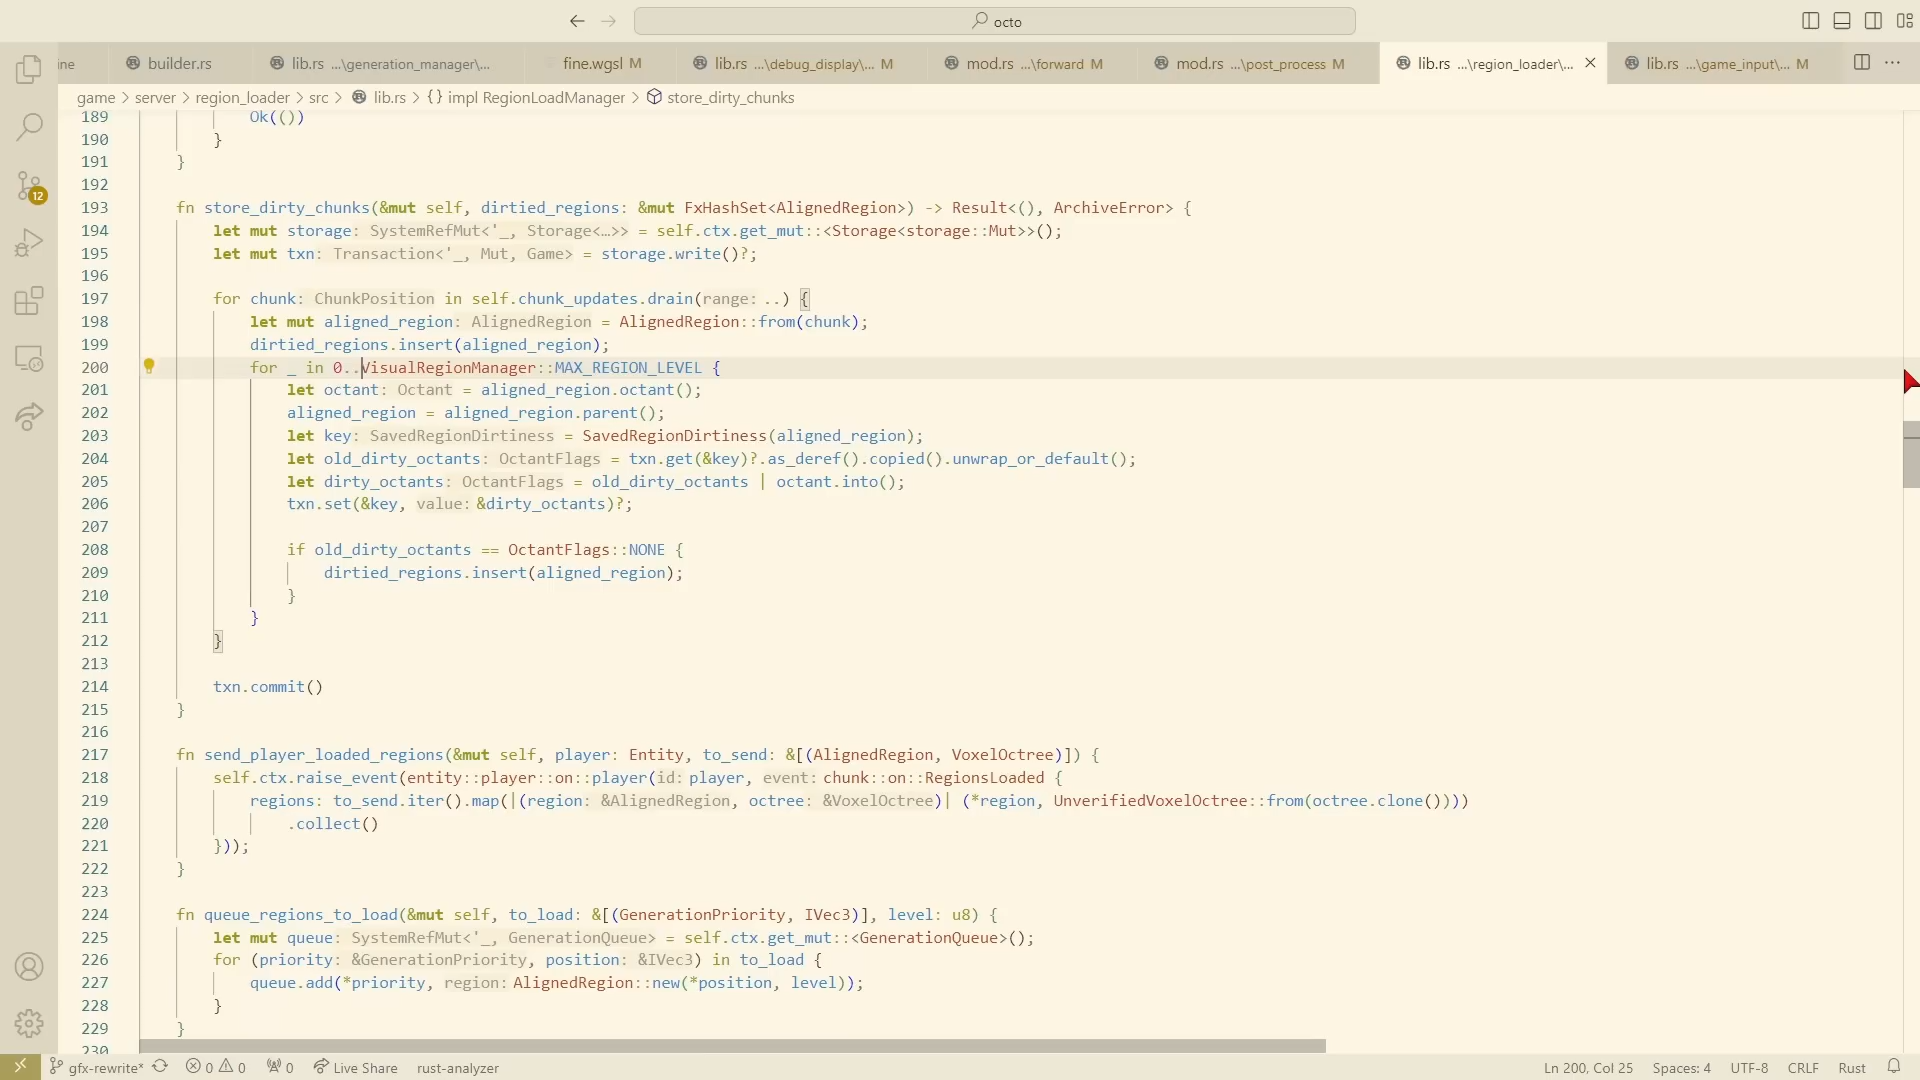 octo
ine
builder.rs
lib.rs ...\generation_manager\...
fine.wgsl M
lib.rs ...\debug_display\... M
mod.rs ...\forward M
mod.rs ...\post_process M
lib.rs ...\region_loader\...
lib.rs ...\game_input\... M
game > server > region_loader > src > lib.rs > {} impl RegionLoadManager > store_dirty_chunks
189 Ok(())
190 }
191 }
192
193 fn store_dirty_chunks(&mut self, dirtied_regions: &mut FxHashSet<AlignedRegion>) -> Result<(), ArchiveError> {
194 let mut storage: SystemRefMut<'_, Storage<…>> = self.ctx.get_mut::<Storage<storage::Mut>>();
195 let mut txn: Transaction<'_, Mut, Game> = storage.write()?;
196
197 for chunk: ChunkPosition in self.chunk_updates.drain(range: ..) {
198 let mut aligned_region: AlignedRegion = AlignedRegion::from(chunk);
199 dirtied_regions.insert(aligned_region);
200 for _ in 0..VisualRegionManager::MAX_REGION_LEVEL {
201 let octant: Octant = aligned_region.octant();
202 aligned_region = aligned_region.parent();
203 let key: SavedRegionDirtiness = SavedRegionDirtiness(aligned_region);
204 let old_dirty_octants: OctantFlags = txn.get(&key)?.as_deref().copied().unwrap_or_default();
205 let dirty_octants: OctantFlags = old_dirty_octants | octant.into();
206 txn.set(&key, value: &dirty_octants)?;
207
208 if old_dirty_octants == OctantFlags::NONE {
209 dirtied_regions.insert(aligned_region);
210 }
211 }
212 }
213
214 txn.commit()
215 }
216
217 fn send_player_loaded_regions(&mut self, player: Entity, to_send: &[(AlignedRegion, VoxelOctree)]) {
218 self.ctx.raise_event(entity::player::on::player(id: player, event: chunk::on::RegionsLoaded {
219 regions: to_send.iter().map(|(region: &AlignedRegion, octree: &VoxelOctree)| (*region, UnverifiedVoxelOctree::from(octree.clone())))
220 .collect()
221 }));
222 }
223
224 fn queue_regions_to_load(&mut self, to_load: &[(GenerationPriority, IVec3)], level: u8) {
225 let mut queue: SystemRefMut<'_, GenerationQueue> = self.ctx.get_mut::<GenerationQueue>();
226 for (priority: &GenerationPriority, position: &IVec3) in to_load {
227 queue.add(*priority, region: AlignedRegion::new(*position, level));
228 }
229 }
230
12
gfx-rewrite* 0 0 0 Live Share rust-analyzer Ln 200, Col 25 Spaces: 4 UTF-8 CRLF Rust